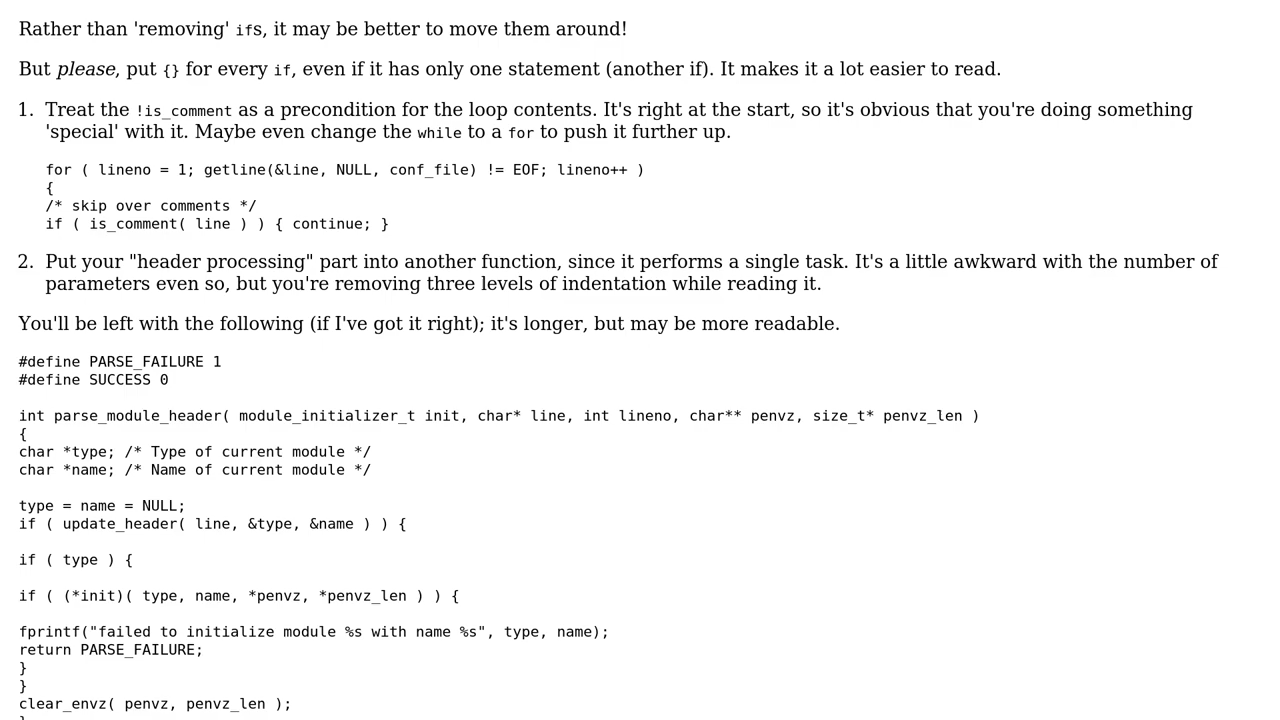 Rather than 'removing' ifs, it may be better to move them around!
But please, put {} for every if, even if it has only one statement (another if). It makes it a lot easier to read.
1. Treat the !is_comment as a precondition for the loop contents. It's right at the start, so it's obvious that you're doing something
'special' with it. Maybe even change the while to a for to push it further up.
for ( lineno = 1; getline(&line, NULL, conf_file) != EOF; lineno++ )
{
/* skip over comments */
if ( is_comment( line ) ) { continue; }
2. Put your "header processing" part into another function, since it performs a single task. It's a little awkward with the number of
parameters even so, but you're removing three levels of indentation while reading it.
You'll be left with the following (if I've got it right); it's longer, but may be more readable.
#define PARSE_FAILURE 1
#define SUCCESS 0
int parse_module_header( module_initializer_t init, char* line, int lineno, char** penvz, size_t* penvz_len )
{
char *type; /* Type of current module */
char *name; /* Name of current module */
type = name = NULL;
if ( update_header( line, &type, &name ) ) {
if ( type ) {
if ( (*init)( type, name, *penvz, *penvz_len ) ) {
fprintf("failed to initialize module %s with name %s", type, name);
return PARSE_FAILURE;
}
}
clear_envz( penvz, penvz_len );
}